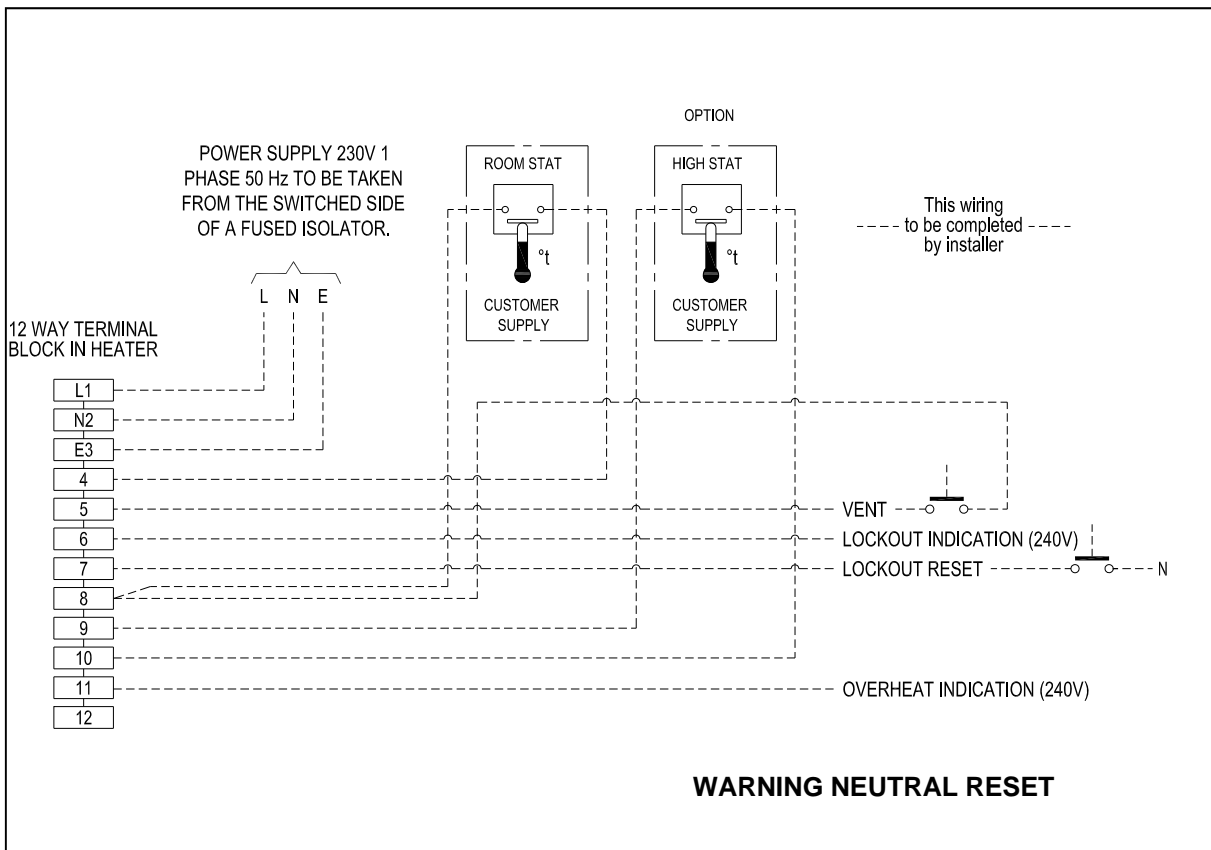 OPTION
POWER SUPPLY 230V 1
PHASE 50 Hz TO BE TAKEN
FROM THE SWITCHED SIDE
OF A FUSED ISOLATOR.
ROOM STAT
°t
CUSTOMER
SUPPLY
HIGH STAT
°t
CUSTOMER
SUPPLY
This wiring
to be completed
by installer
L N E
12 WAY TERMINAL
BLOCK IN HEATER
L1
N2
E3
4
5
VENT
6
LOCKOUT INDICATION (240V)
7
LOCKOUT RESET
N
8
9
10
11
OVERHEAT INDICATION (240V)
12
WARNING NEUTRAL RESET